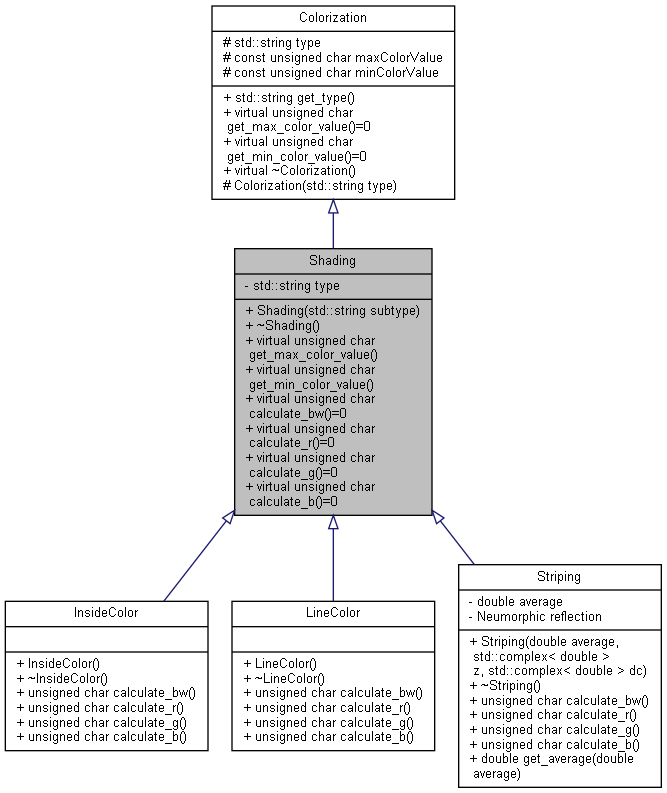 Colorization
# std::string type
# const unsigned char maxColorValue
# const unsigned char minColorValue
+ std::string get_type()
+ virtual unsigned char
get_max_color_value()=0
+ virtual unsigned char
get_min_color_value()=0
+ virtual ~Colorization()
# Colorization(std::string type)
Shading
- std::string type
+ Shading(std::string subtype)
+ ~Shading()
+ virtual unsigned char
get_max_color_value()
+ virtual unsigned char
get_min_color_value()
+ virtual unsigned char
calculate_bw()=0
+ virtual unsigned char
calculate_r()=0
+ virtual unsigned char
calculate_g()=0
+ virtual unsigned char
calculate_b()=0
InsideColor
+ InsideColor()
+ ~InsideColor()
+ unsigned char calculate_bw()
+ unsigned char calculate_r()
+ unsigned char calculate_g()
+ unsigned char calculate_b()
LineColor
+ LineColor()
+ ~LineColor()
+ unsigned char calculate_bw()
+ unsigned char calculate_r()
+ unsigned char calculate_g()
+ unsigned char calculate_b()
Striping
- double average
- Neumorphic reflection
+ Striping(double average,
std::complex< double >
z, std::complex< double > dc)
+ ~Striping()
+ unsigned char calculate_bw()
+ unsigned char calculate_r()
+ unsigned char calculate_g()
+ unsigned char calculate_b()
+ double get_average(double
average)